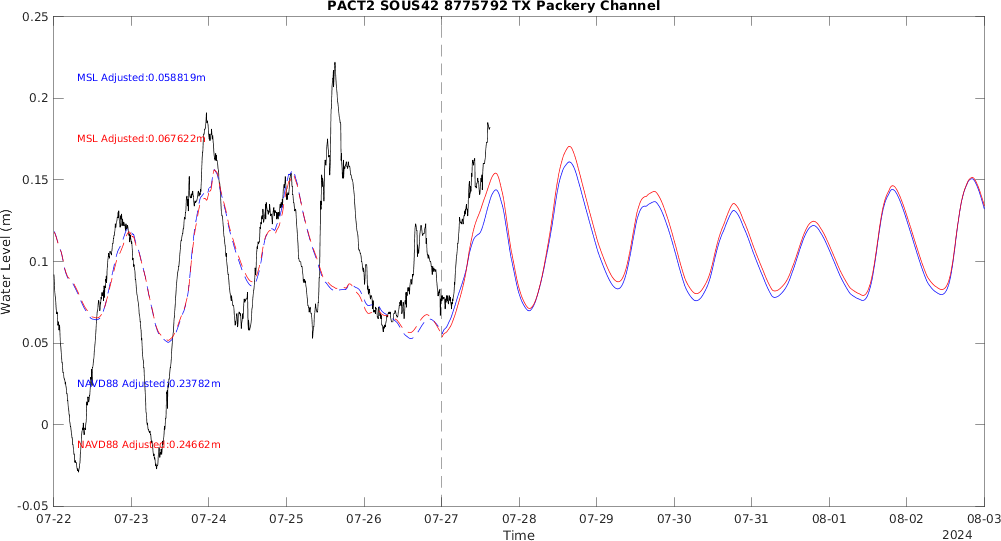 PACT2 SOUS42 8775792 TX Packery Channel
0.25
0.2
0.15
0.1
0.05
0
-0.05
Water Level (m)
MSL Adjusted:0.058819m
MSL Adjusted:0.067622m
NAVD88 Adjusted:0.23782m
NAVD88 Adjusted:0.24662m
07-22 07-23 07-24 07-25 07-26 07-27 07-28 07-29 07-30 07-31 08-01 08-02 08-03
Time
2024